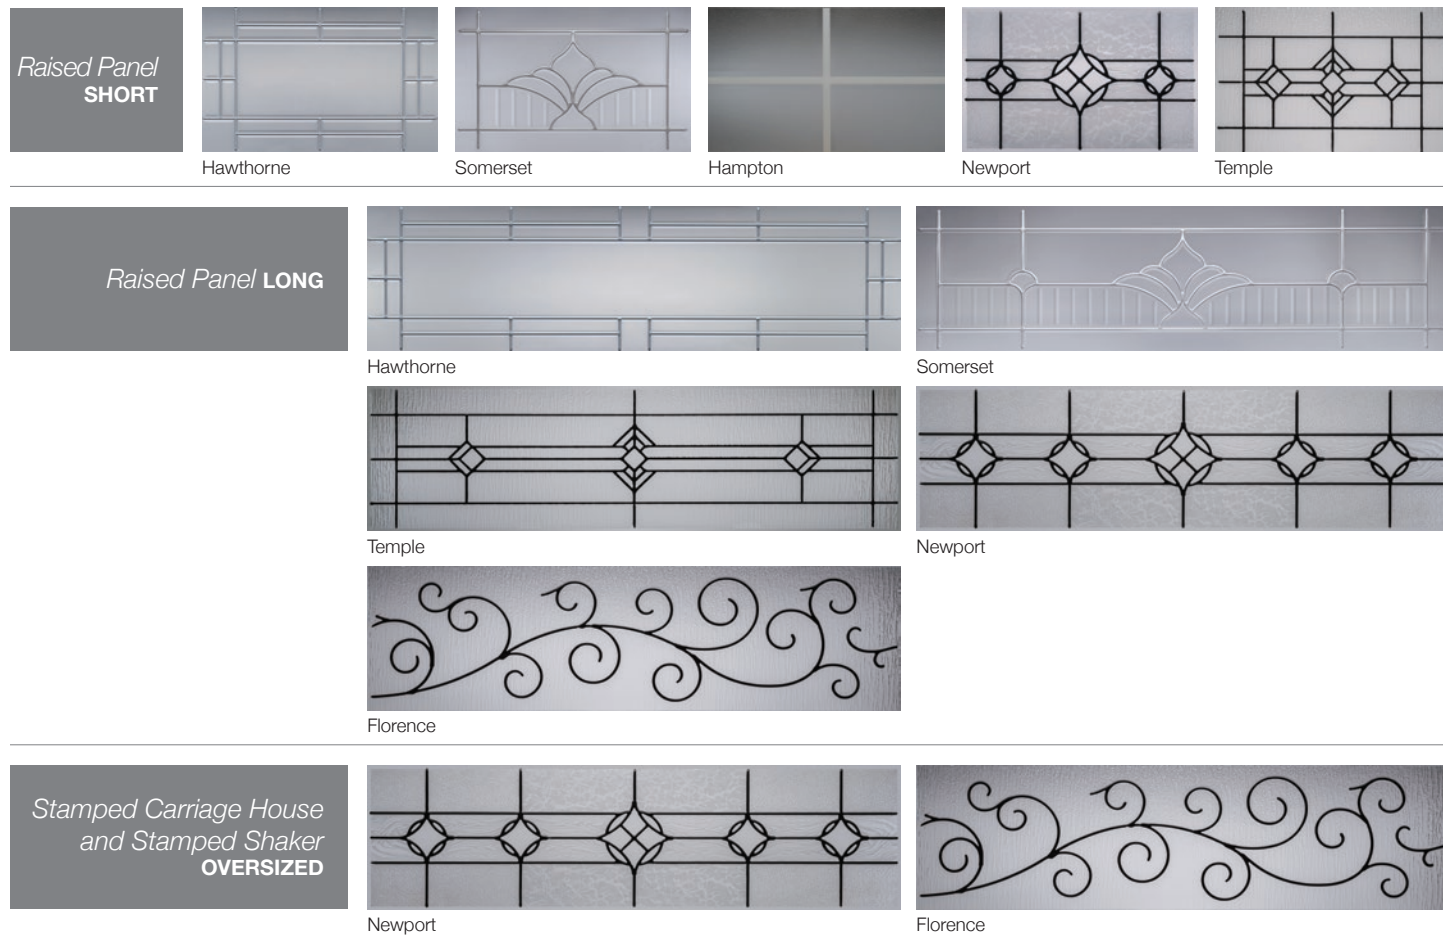 Raised Panel
SHORT
Hawthorne
Somerset
Hampton
Newport
Temple
Raised Panel LONG
Hawthorne
Somerset
Temple
Newport
Florence
Stamped Carriage House
and Stamped Shaker
OVERSIZED
Newport
Florence